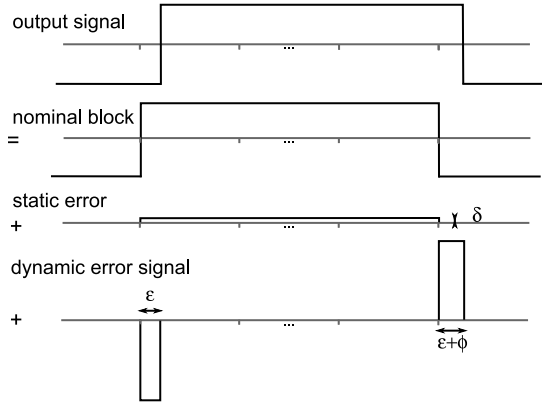 output signal
...
nominal block
=
...
static error
+
...
δ
dynamic error signal
ε
+
...
ε+ϕ